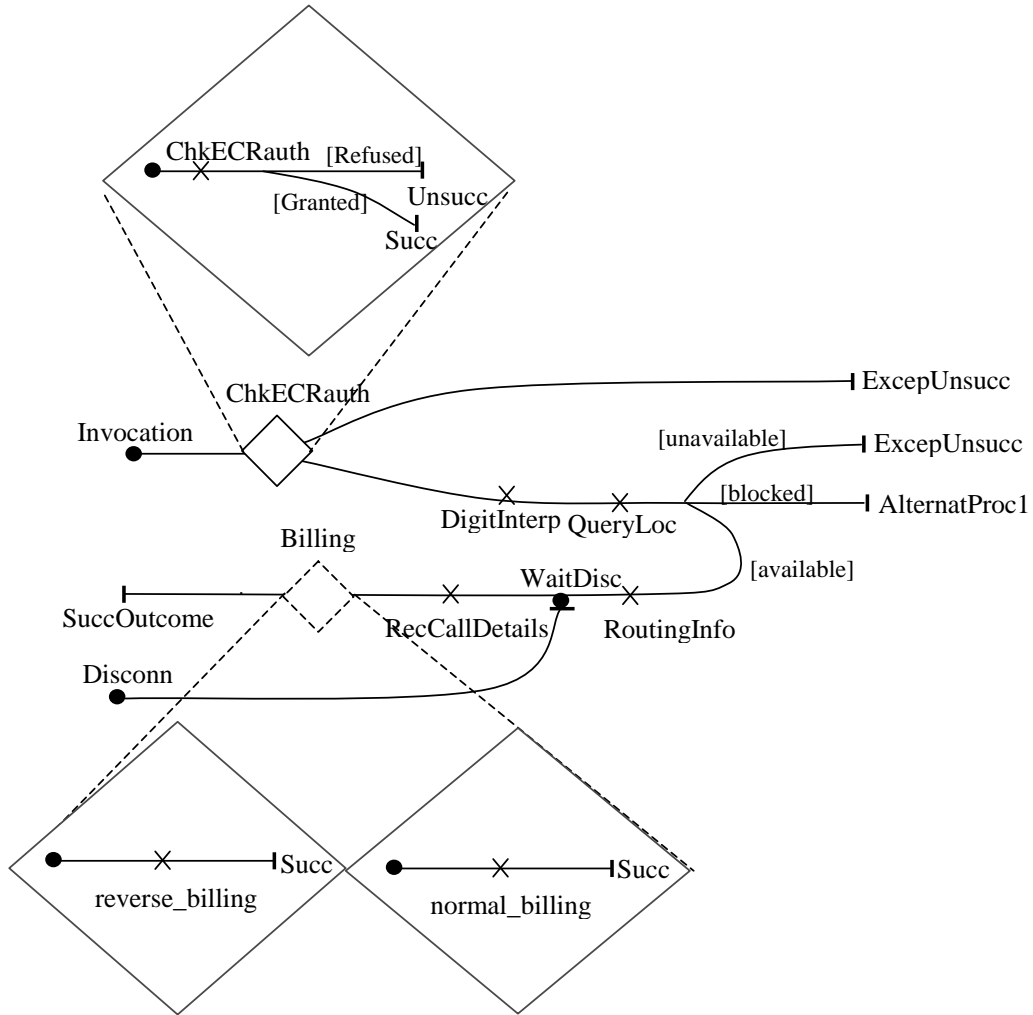 ChkECRauth
[Refused]
Unsucc
[Granted]
Succ
ChkECRauth
ExcepUnsucc
Invocation
[unavailable]
ExcepUnsucc
[blocked]
AlternatProc1
DigitInterp
QueryLoc
Billing
[available]
WaitDisc
SuccOutcome
RecCallDetails
RoutingInfo
Disconn
Succ
Succ
reverse_billing
normal_billing